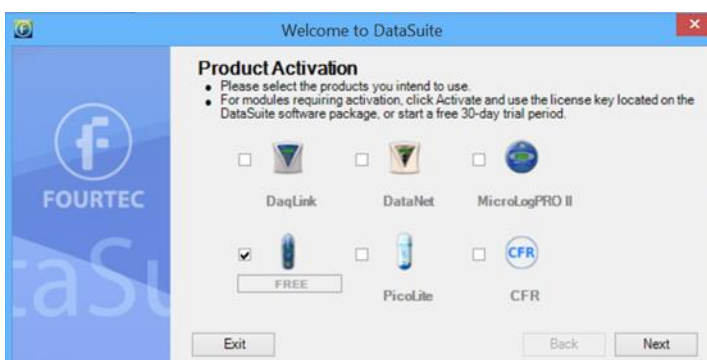 Welcome to DataSuite
Product Activation
• Please select the products you intend to use.
• For modules requiring activation, click Activate and use the license key located on the
DataSuite software package, or start a free 30-day trial period.
FOURTEC
DaqLink DataNet MicroLogPRO II
CFR
FREE
PicoLite CFR
taSu
Exit Back Next